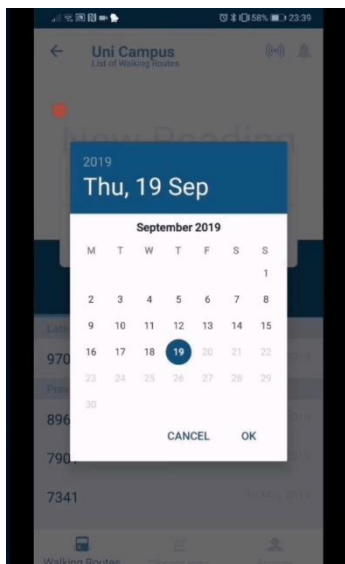 58% 23:39
Uni Campus
List of Walking Routes
New Reading
2019
Thu, 19 Sep
September 2019
M T W T F S S
1
2 3 4 5 6 7 8
9 10 11 12 13 14 15
16 17 18 19 20 21 22
23 24 25 26 27 28 29
30
CANCEL OK
970
896
7341
Walking Routes